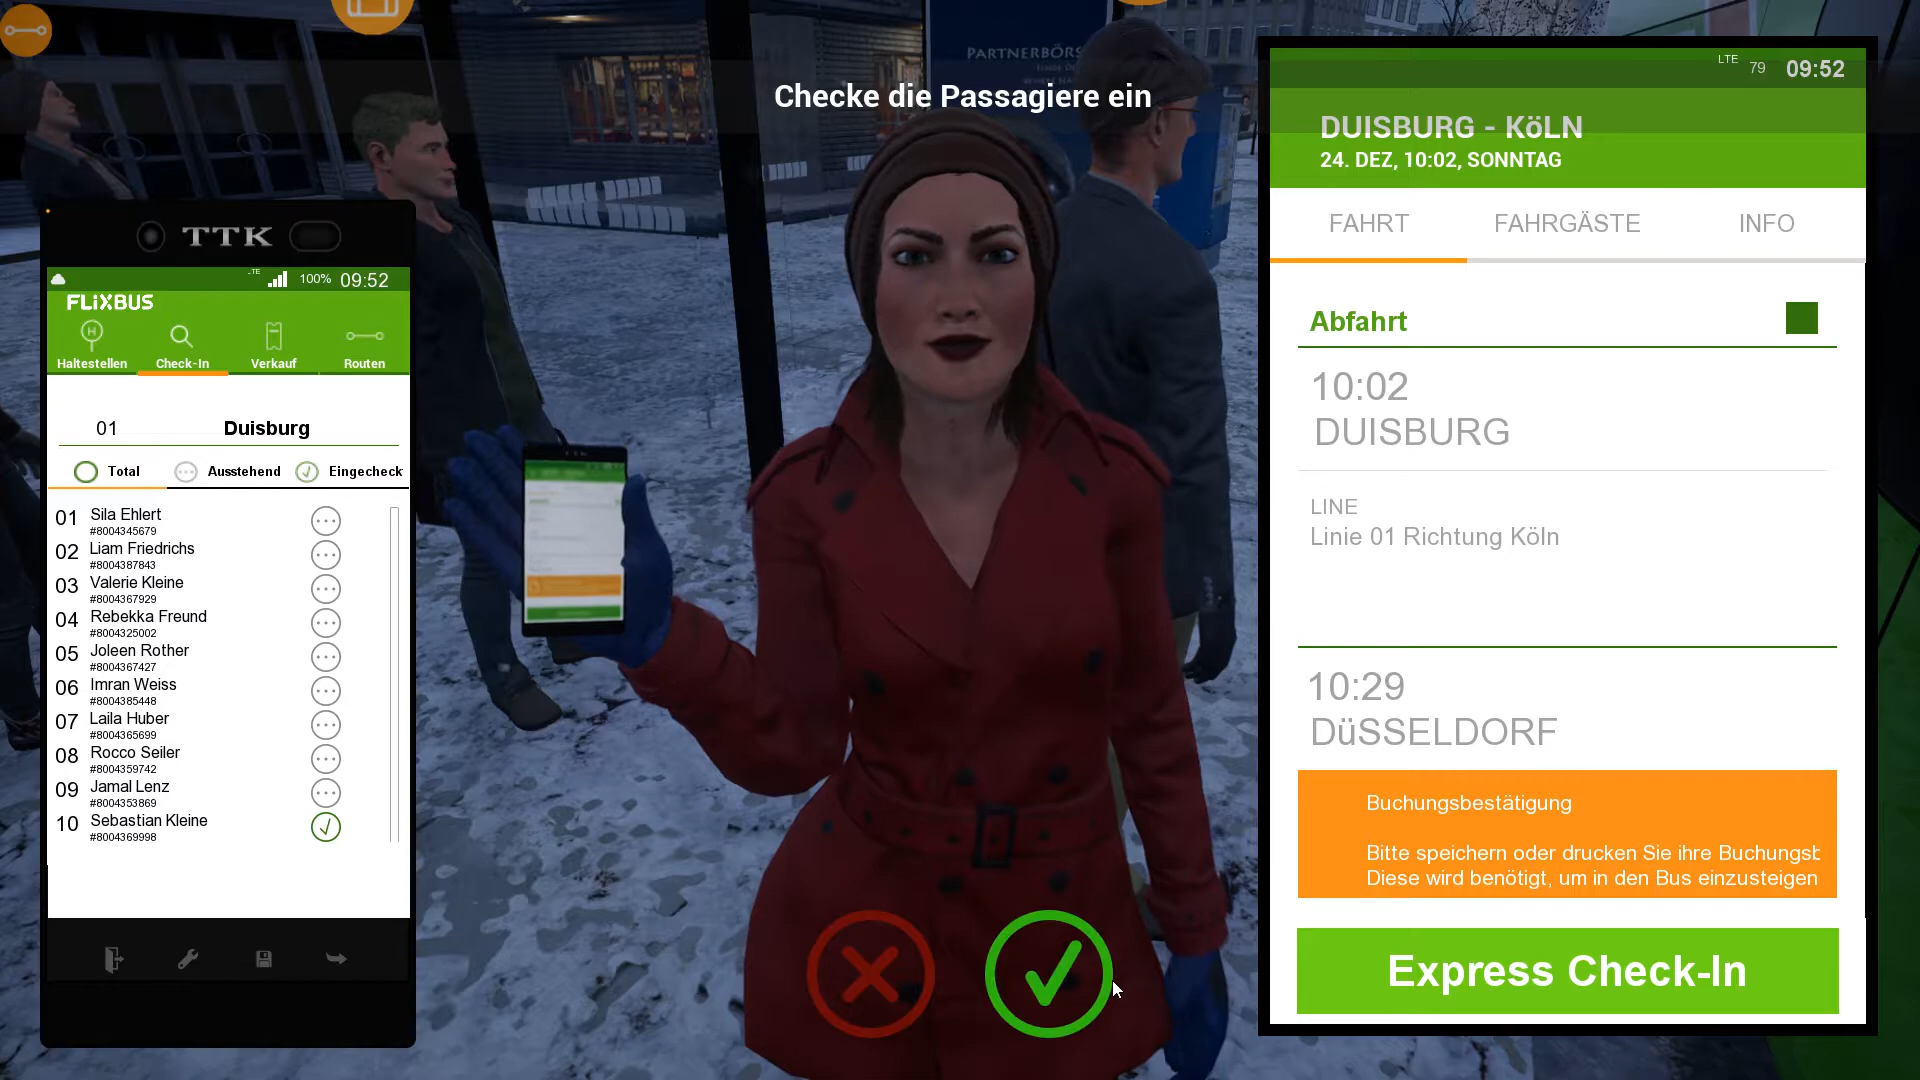 PARTNERBÖRS
Checke die Passagiere ein
TTK
LTE 100% 09:52
FLiXBUS
Haltestellen Check-In Verkauf Routen
01 Duisburg
Total Ausstehend Eingecheck
01 Sila Ehlert
#8004345679
02 Liam Friedrichs
#8004387843
03 Valerie Kleine
#8004367929
04 Rebekka Freund
#8004325002
05 Joleen Rother
#8004367427
06 Imran Weiss
#8004385448
07 Laila Huber
#8004365699
08 Rocco Seiler
#8004359742
09 Jamal Lenz
#8004353869
10 Sebastian Kleine
#8004369998
LTE 79 09:52
DUISBURG - KöLN
24. DEZ, 10:02, SONNTAG
FAHRT FAHRGÄSTE INFO
Abfahrt
10:02
DUISBURG
LINE
Linie 01 Richtung Köln
10:29
DüSSELDORF
Buchungsbestätigung
Bitte speichern oder drucken Sie ihre Buchungsb
Diese wird benötigt, um in den Bus einzusteigen
Express Check-In